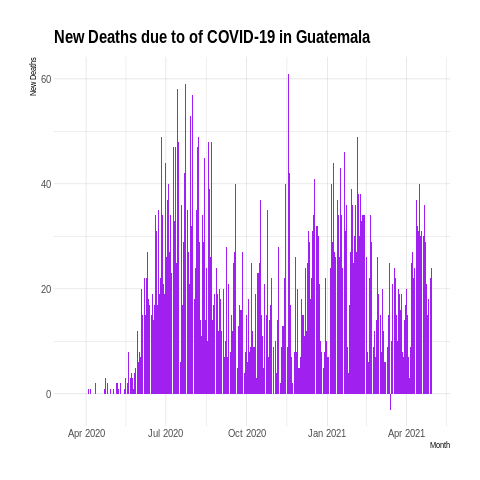 New Deaths due to of COVID-19 in Guatemala
New Deaths
60
40
20
0
Apr 2020 Jul 2020 Oct 2020 Jan 2021 Apr 2021
Month